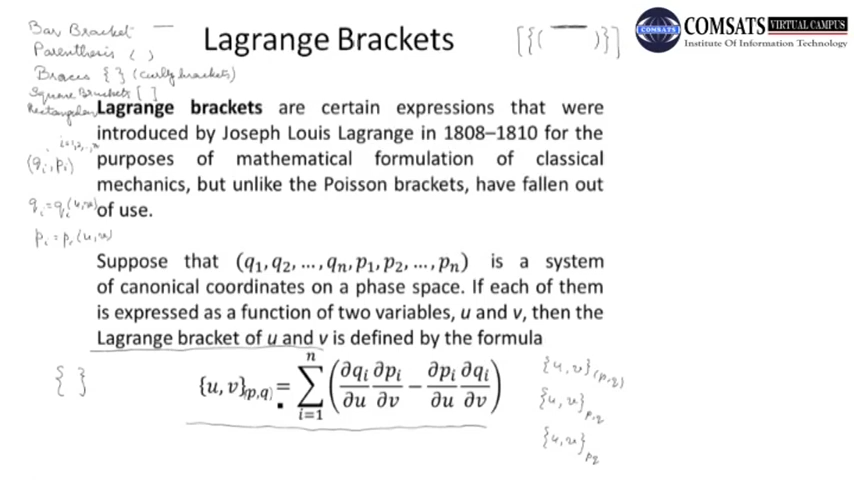 Bar Bracket —
Parenthesis ( )
Braces { } (curly brackets)
Square Brackets [ ]
Rectangular
Lagrange Brackets
[{( — )}]
COMSATS
COMSATS VIRTUAL CAMPUS
Institute Of Information Technology
Lagrange brackets are certain expressions that were
introduced by Joseph Louis Lagrange in 1808–1810 for the
purposes of mathematical formulation of classical
mechanics, but unlike the Poisson brackets, have fallen out
of use.
i=1,2,..,n
(qᵢ, pᵢ)
qᵢ = qᵢ(u,v)
pᵢ = pᵢ(u,v)
Suppose that (q₁, q₂, ... , qₙ, p₁, p₂, ... , pₙ) is a system
of canonical coordinates on a phase space. If each of them
is expressed as a function of two variables, u and v, then the
Lagrange bracket of u and v is defined by the formula
{ }
{u, v}ₚ,q) = ∑ⁿᵢ₌₁ (∂qᵢ/∂u ∂pᵢ/∂v − ∂pᵢ/∂u ∂qᵢ/∂v)
{u,v}(p,q)
{u,v}p,q
{u,v}pq